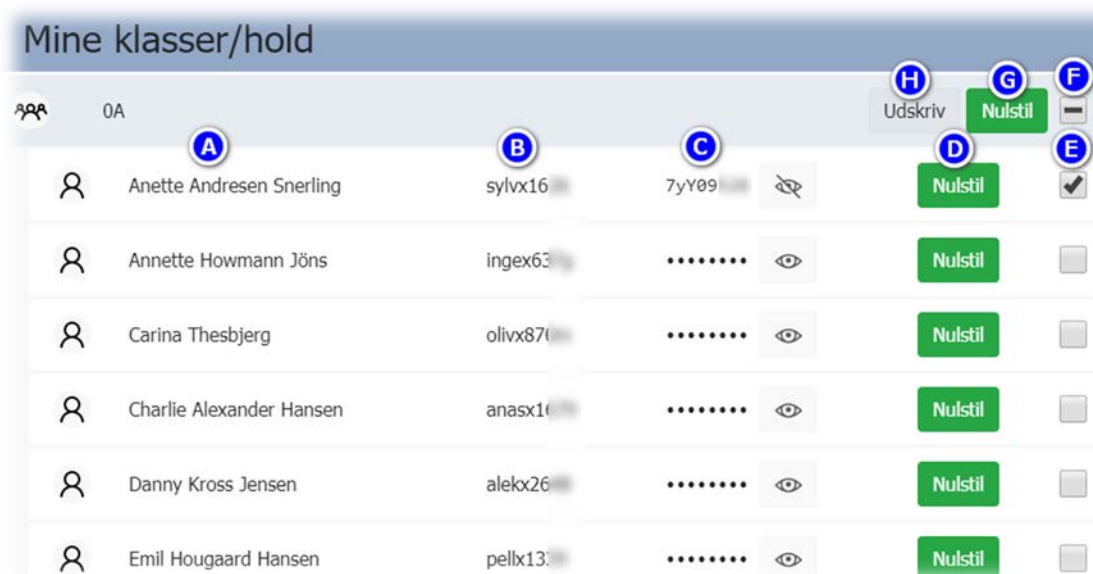 Mine klasser/hold
H G F
0A Udskriv Nulstil
A B C D E
Anette Andresen Snerling 7yY09 Nulstil
Annette Howmann Jöns •••••••• Nulstil
Carina Thesbjerg •••••••• Nulstil
Charlie Alexander Hansen •••••••• Nulstil
Danny Kross Jensen •••••••• Nulstil
Emil Hougaard Hansen •••••••• Nulstil